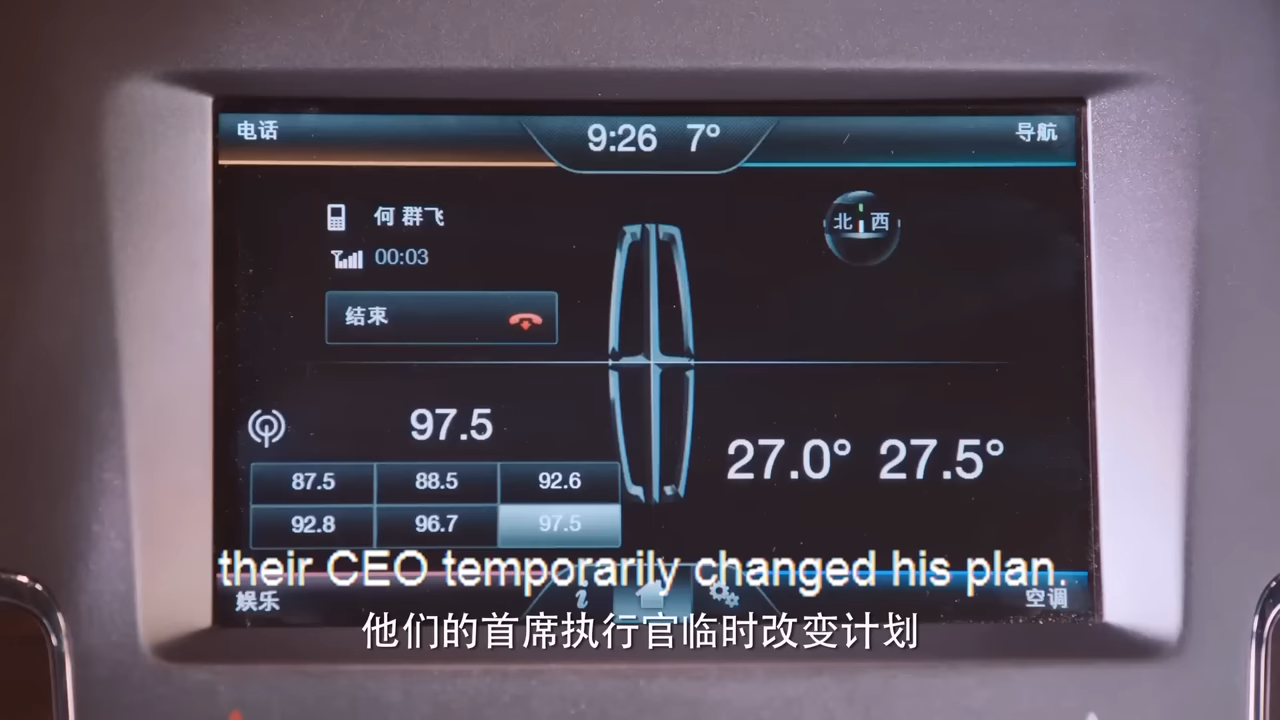 电话
9:26 7°
导航
何 群飞
00:03
北 西
结束
97.5
87.5 88.5 92.6
92.8 96.7 97.5
27.0° 27.5°
their CEO temporarily changed his plan.
娱乐
i
空调
他们的首席执行官临时改变计划